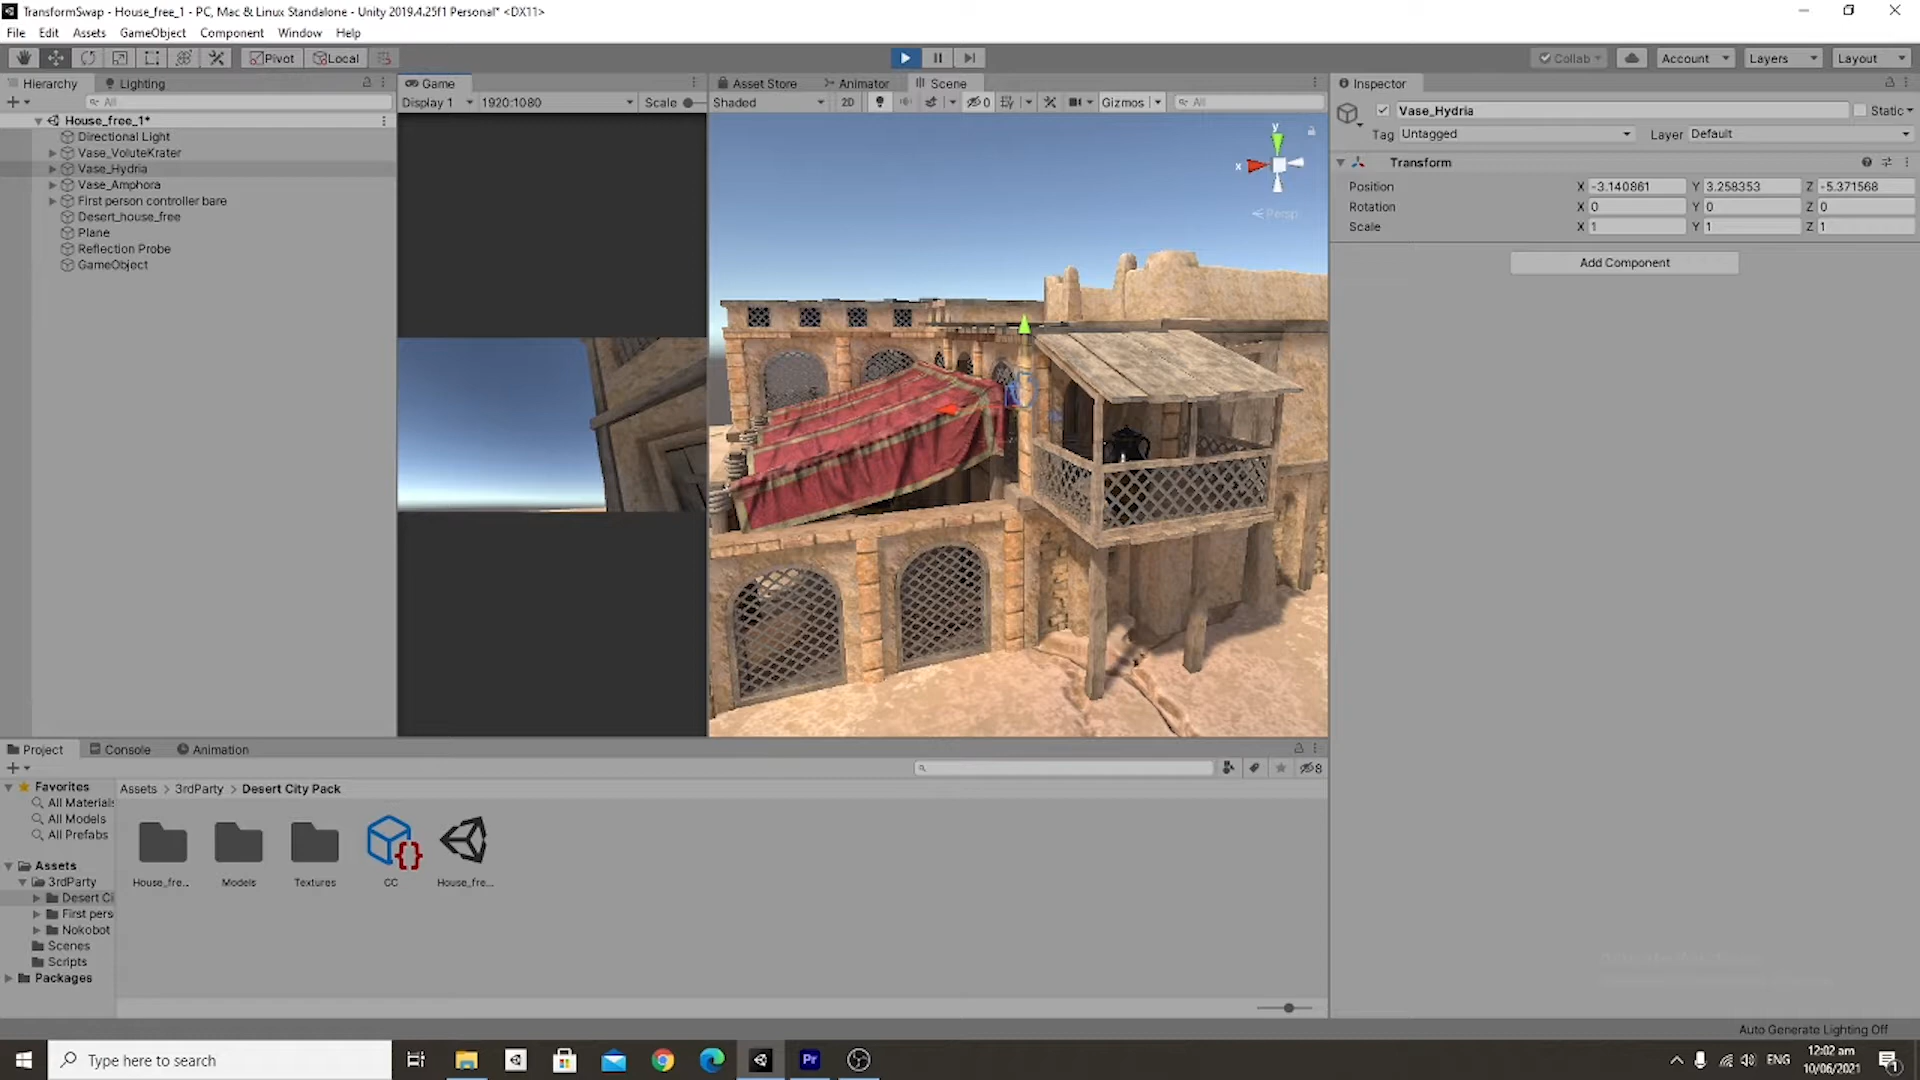 TransformSwap - House_free_1 - PC, Mac & Linux Standalone - Unity 2019.4.25f1 Personal* <DX11>
File Edit Assets GameObject Component Window Help
Pivot Local Collab Account Layers Layout
Hierarchy Lighting
All
House_free_1*
Directional Light
Vase_VoluteKrater
Vase_Hydria
Vase_Amphora
First person controller bare
Desert_house_free
Plane
Reflection Probe
GameObject
Game
Display 1 1920:1080 Scale
Asset Store Animator Scene
Shaded 2D 0 Gizmos All
y
x
Persp
Inspector
Vase_Hydria Static
Tag Untagged Layer Default
Transform
Position X -3.140861 Y 3.258353 Z -5.371568
Rotation X 0 Y 0 Z 0
Scale X 1 Y 1 Z 1
Add Component
Project Console Animation
8
Favorites
All Materials
All Models
All Prefabs
Assets
3rdParty
Desert Ci
First pers
Nokobot
Scenes
Scripts
Packages
Assets > 3rdParty > Desert City Pack
House_fre... Models Textures CC House_fre...
Auto Generate Lighting Off
Type here to search
Pr
ENG
12:02 am
10/06/2021
1